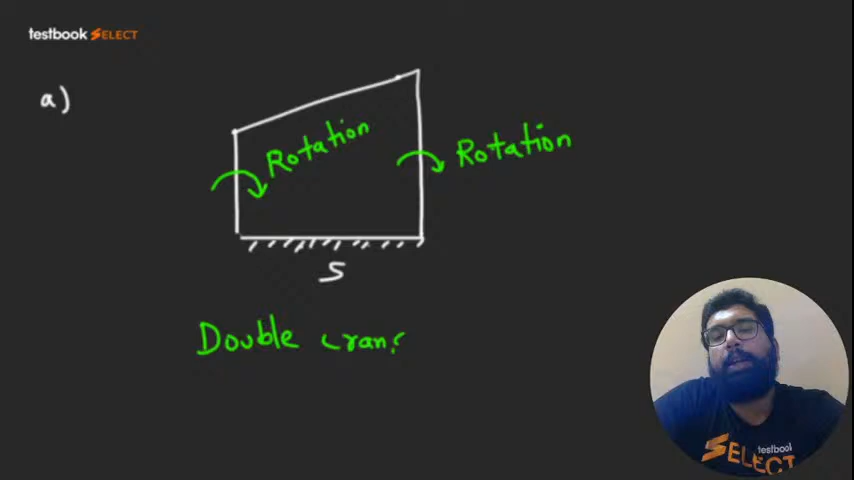 testbook SELECT
a)
Rotation
Rotation
S
Double
testbook
SELECT